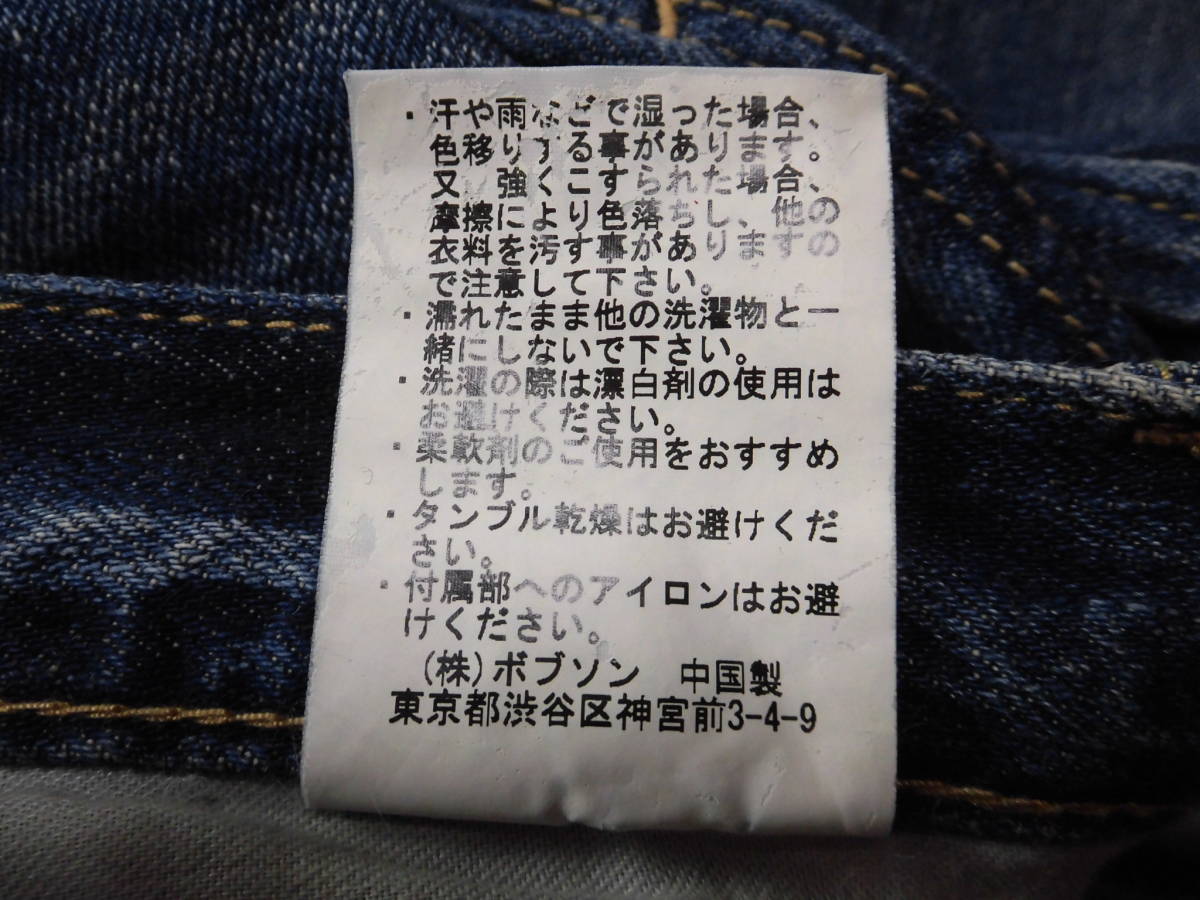 ・汗や雨などで湿った場合、
色移りする事があります。
又、強くこすられた場合、
摩擦により色落ちし、他の
衣料を汚す事がありますの
で注意して下さい。
・濡れたまま他の洗濯物と一
緒にしないで下さい。
・洗濯の際は漂白剤の使用は
お避けください。
・柔軟剤のご使用をおすすめ
します。
・タンブル乾燥はお避けくだ
さい。
・付属部へのアイロンはお避
けください。
(株)ボブソン 中国製
東京都渋谷区神宮前3-4-9